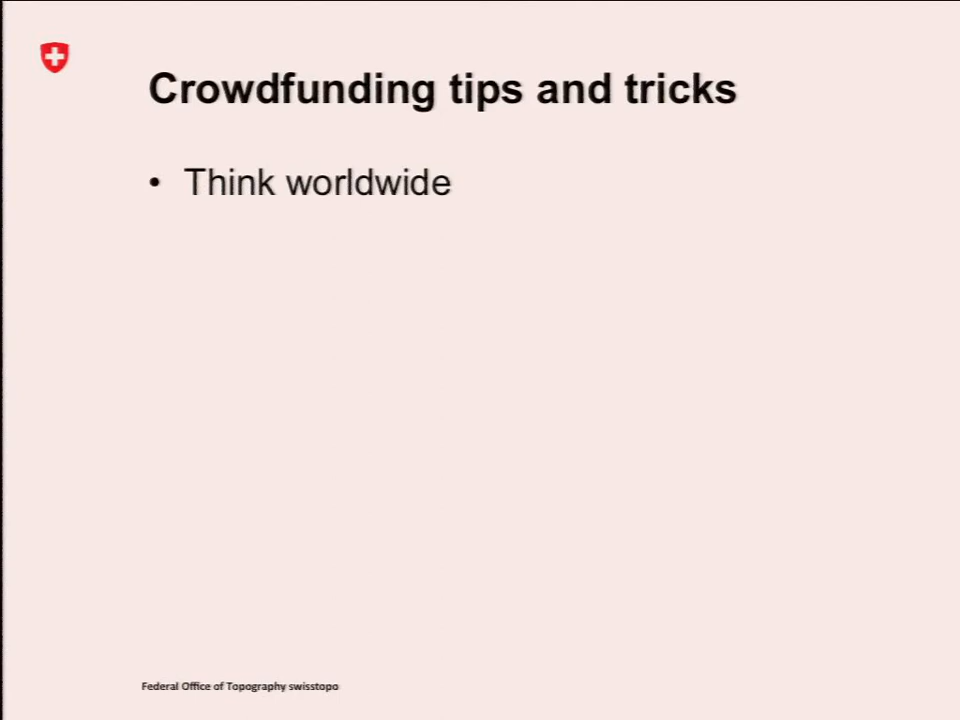 Crowdfunding tips and tricks
• Think worldwide
Federal Office of Topography swisstopo